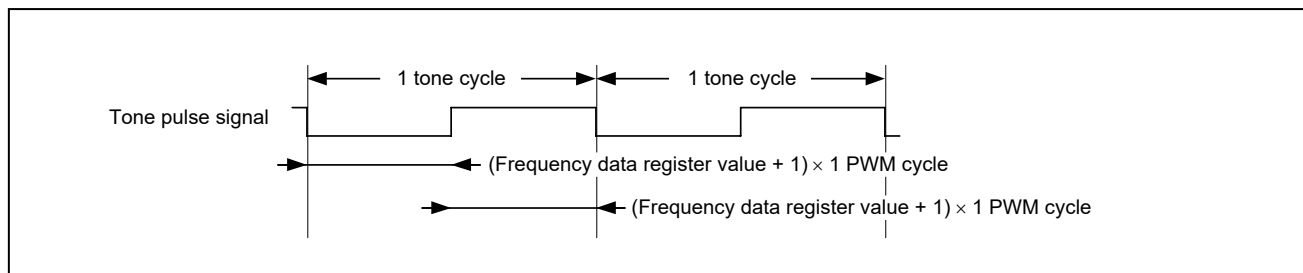 1 tone cycle 1 tone cycle
Tone pulse signal
(Frequency data register value + 1) × 1 PWM cycle
(Frequency data register value + 1) × 1 PWM cycle